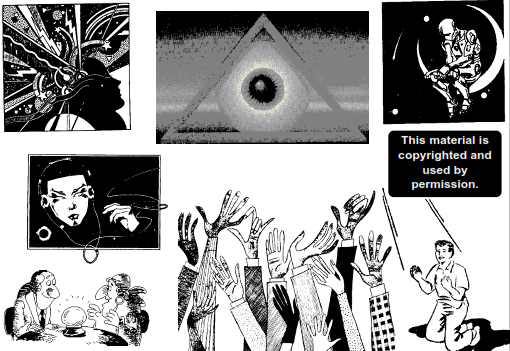 This material is
copyrighted and
used by
permission.